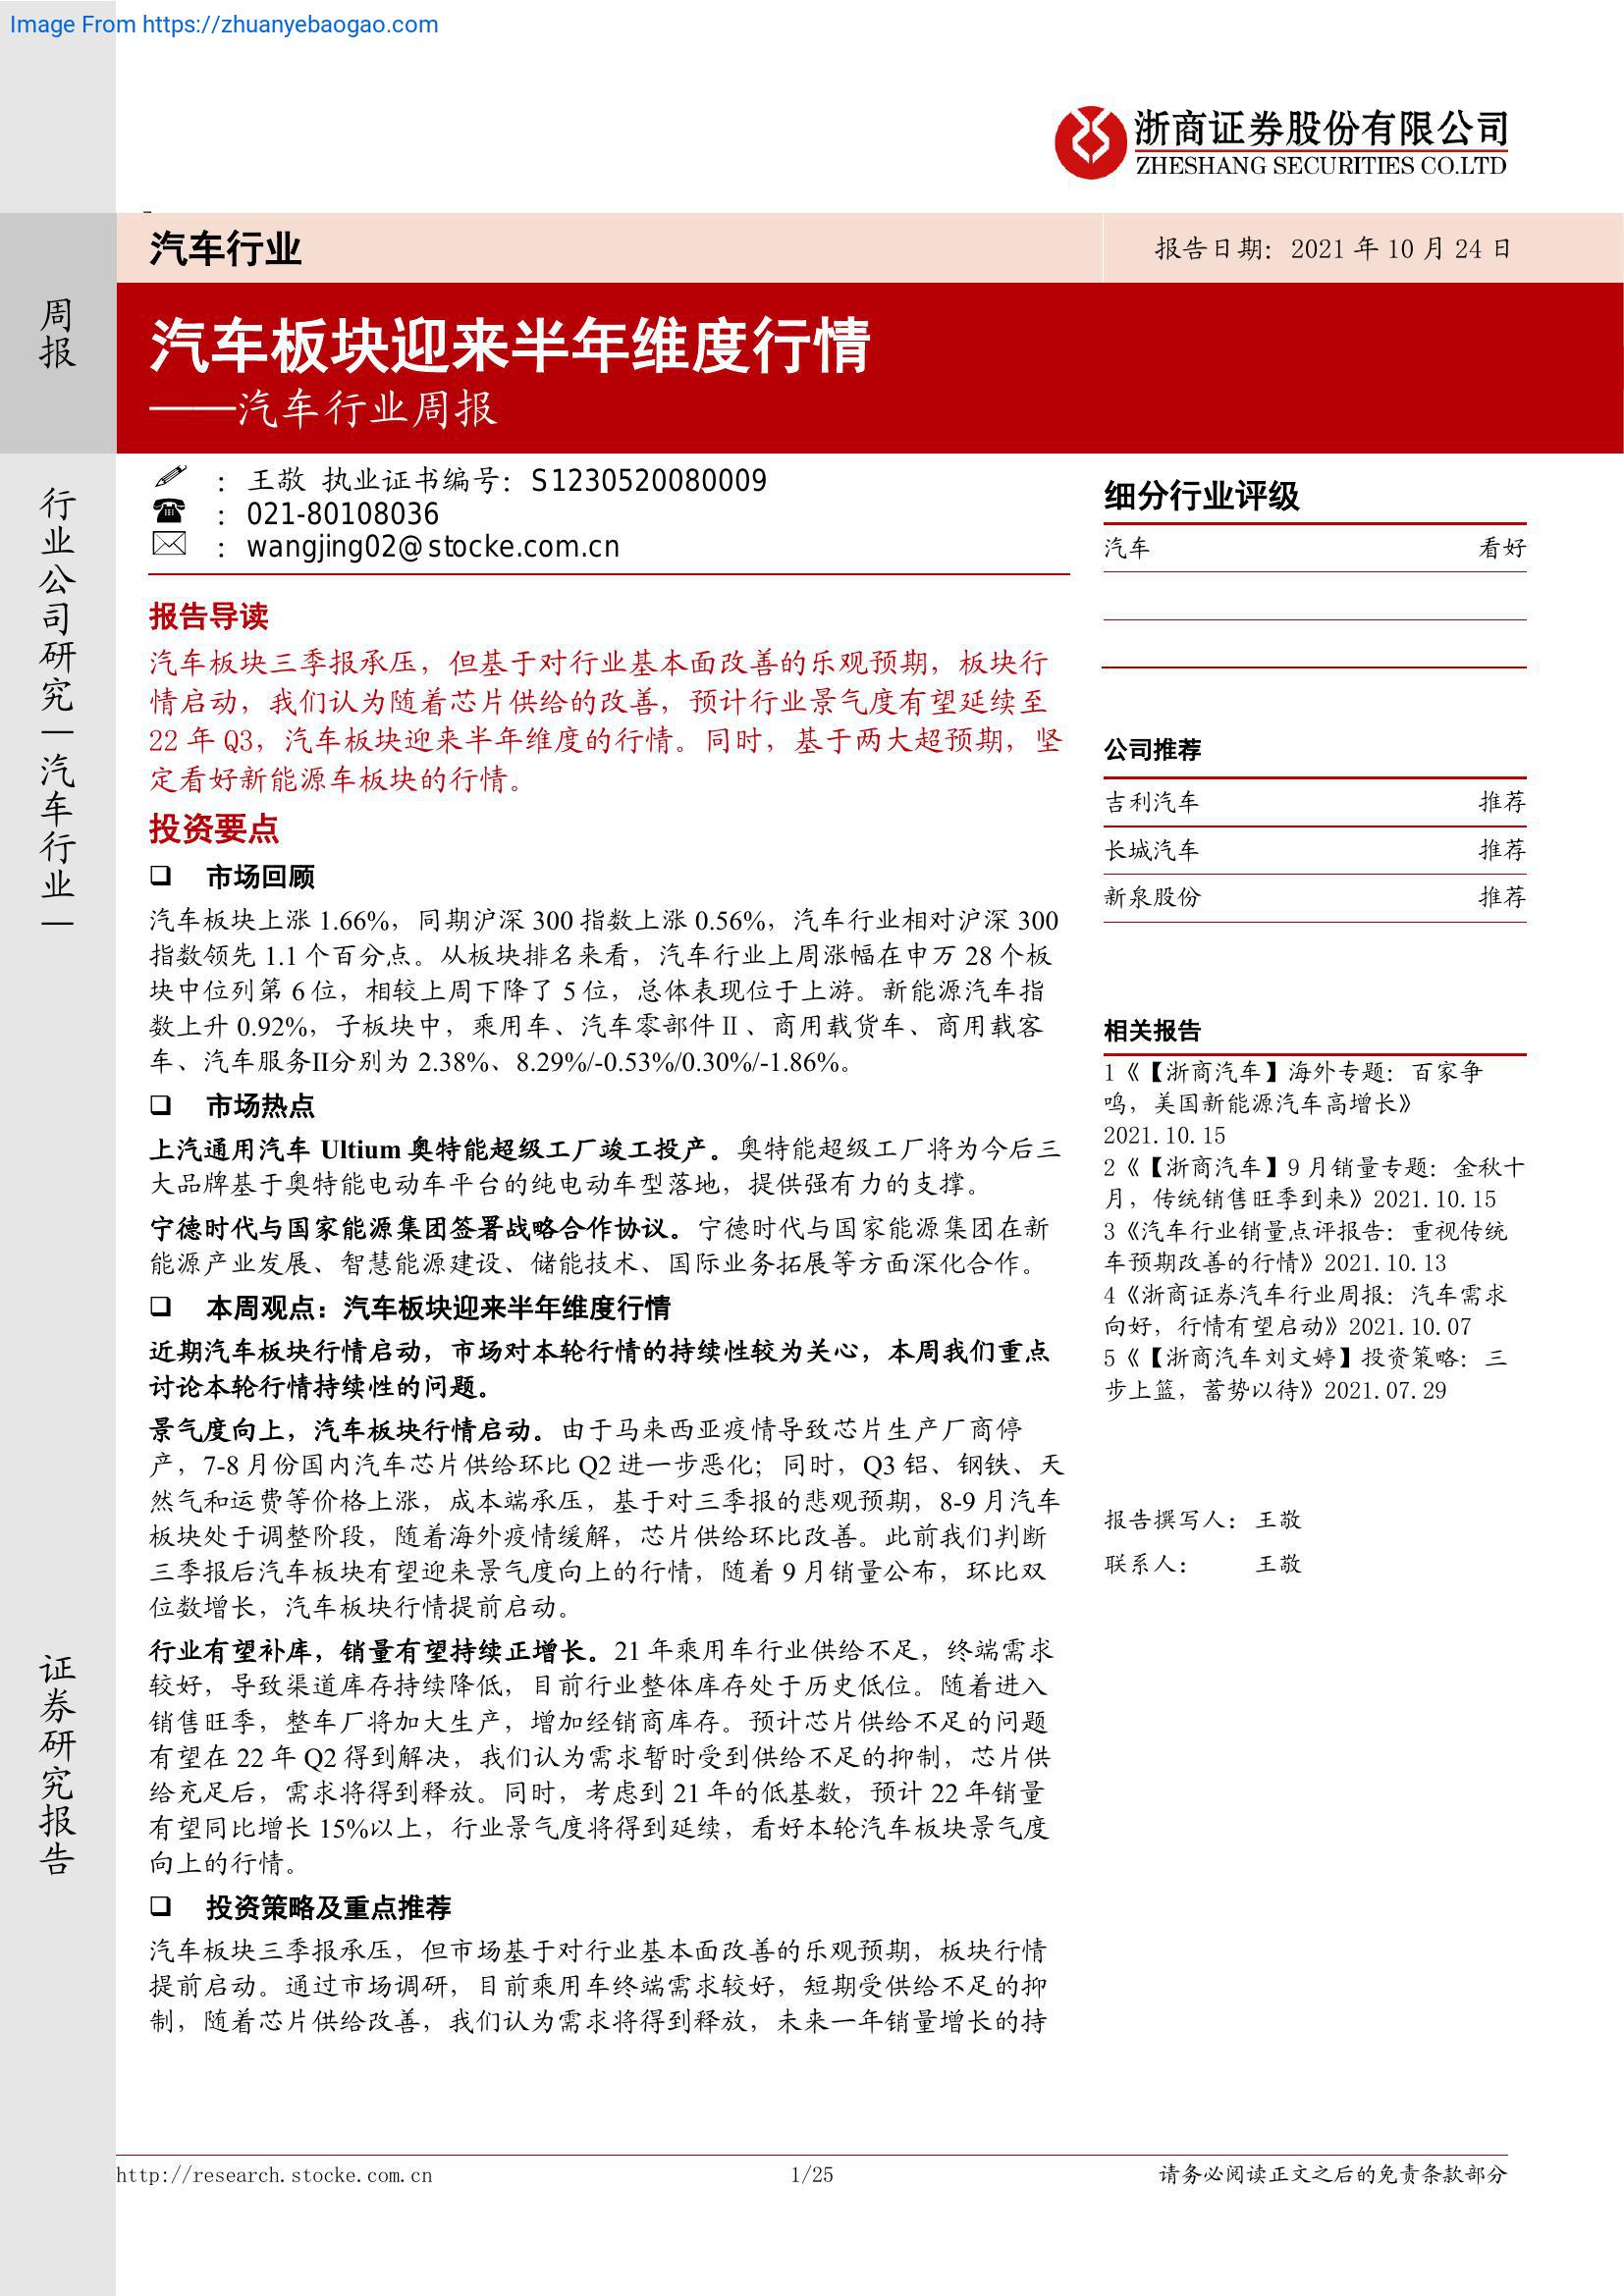 Image From https://zhuanyebaogao.com
浙商证券股份有限公司
ZHESHANG SECURITIES CO.LTD
周报
行业公司研究—汽车行业—
证券研究报告
汽车行业
报告日期：2021 年 10 月 24 日
汽车板块迎来半年维度行情
——汽车行业周报
：王敬 执业证书编号：S1230520080009
：021-80108036
：wangjing02@stocke.com.cn
报告导读
汽车板块三季报承压，但基于对行业基本面改善的乐观预期，板块行
情启动，我们认为随着芯片供给的改善，预计行业景气度有望延续至
22 年 Q3，汽车板块迎来半年维度的行情。同时，基于两大超预期，坚
定看好新能源车板块的行情。
投资要点
❑ 市场回顾
汽车板块上涨 1.66%，同期沪深 300 指数上涨 0.56%，汽车行业相对沪深 300
指数领先 1.1 个百分点。从板块排名来看，汽车行业上周涨幅在申万 28 个板
块中位列第 6 位，相较上周下降了 5 位，总体表现位于上游。新能源汽车指
数上升 0.92%，子板块中，乘用车、汽车零部件Ⅱ、商用载货车、商用载客
车、汽车服务II分别为 2.38%、8.29%/-0.53%/0.30%/-1.86%。
❑ 市场热点
上汽通用汽车 Ultium 奥特能超级工厂竣工投产。奥特能超级工厂将为今后三
大品牌基于奥特能电动车平台的纯电动车型落地，提供强有力的支撑。
宁德时代与国家能源集团签署战略合作协议。宁德时代与国家能源集团在新
能源产业发展、智慧能源建设、储能技术、国际业务拓展等方面深化合作。
❑ 本周观点：汽车板块迎来半年维度行情
近期汽车板块行情启动，市场对本轮行情的持续性较为关心，本周我们重点
讨论本轮行情持续性的问题。
景气度向上，汽车板块行情启动。由于马来西亚疫情导致芯片生产厂商停
产，7-8 月份国内汽车芯片供给环比 Q2 进一步恶化；同时，Q3 铝、钢铁、天
然气和运费等价格上涨，成本端承压，基于对三季报的悲观预期，8-9 月汽车
板块处于调整阶段，随着海外疫情缓解，芯片供给环比改善。此前我们判断
三季报后汽车板块有望迎来景气度向上的行情，随着 9 月销量公布，环比双
位数增长，汽车板块行情提前启动。
行业有望补库，销量有望持续正增长。21 年乘用车行业供给不足，终端需求
较好，导致渠道库存持续降低，目前行业整体库存处于历史低位。随着进入
销售旺季，整车厂将加大生产，增加经销商库存。预计芯片供给不足的问题
有望在 22 年 Q2 得到解决，我们认为需求暂时受到供给不足的抑制，芯片供
给充足后，需求将得到释放。同时，考虑到 21 年的低基数，预计 22 年销量
有望同比增长 15%以上，行业景气度将得到延续，看好本轮汽车板块景气度
向上的行情。
❑ 投资策略及重点推荐
汽车板块三季报承压，但市场基于对行业基本面改善的乐观预期，板块行情
提前启动。通过市场调研，目前乘用车终端需求较好，短期受供给不足的抑
制，随着芯片供给改善，我们认为需求将得到释放，未来一年销量增长的持
细分行业评级
汽车 看好
公司推荐
吉利汽车 推荐
长城汽车 推荐
新泉股份 推荐
相关报告
1《【浙商汽车】海外专题：百家争
鸣，美国新能源汽车高增长》
2021.10.15
2《【浙商汽车】9 月销量专题：金秋十
月，传统销售旺季到来》2021.10.15
3《汽车行业销量点评报告：重视传统
车预期改善的行情》2021.10.13
4《浙商证券汽车行业周报：汽车需求
向好，行情有望启动》2021.10.07
5《【浙商汽车刘文婷】投资策略：三
步上篮，蓄势以待》2021.07.29
报告撰写人：王敬
联系人：王敬
http://research.stocke.com.cn
1/25
请务必阅读正文之后的免责条款部分